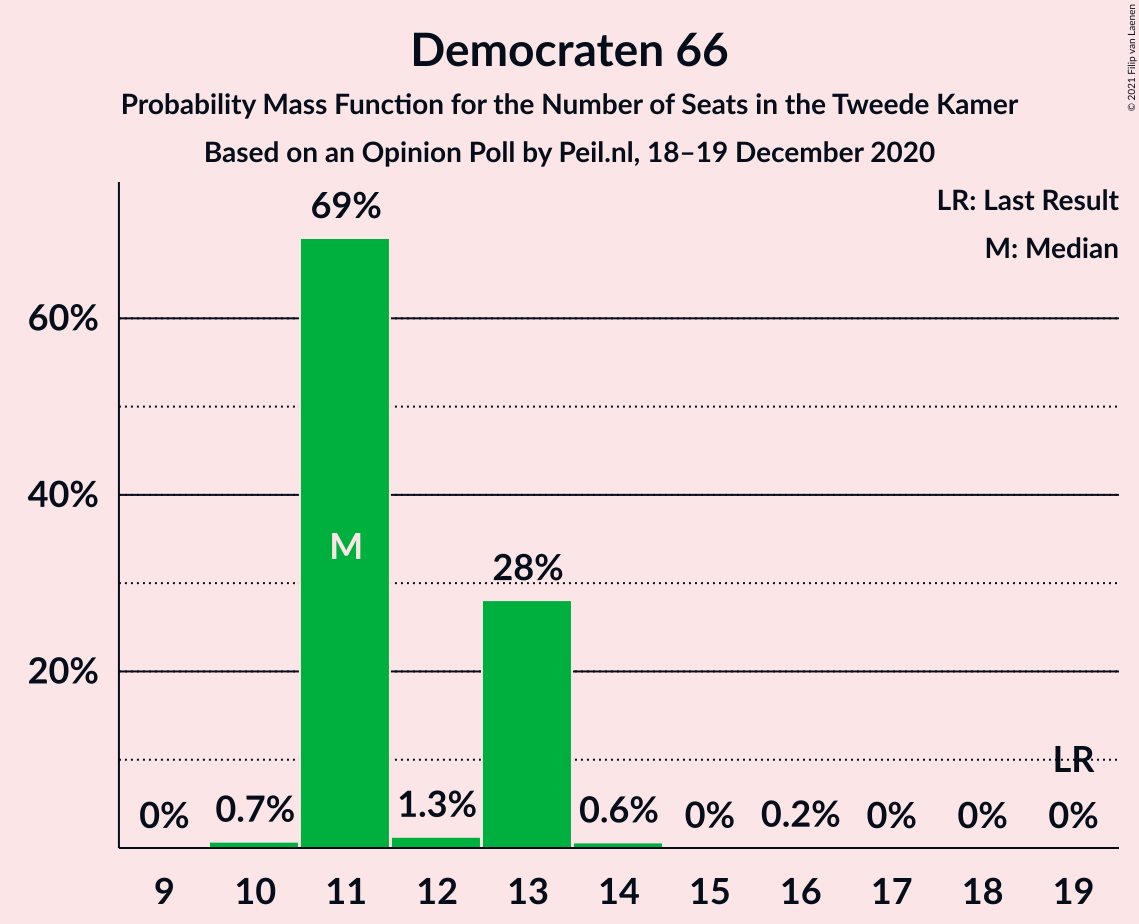 Democraten 66
Probability Mass Function for the Number of Seats in the Tweede Kamer
Based on an Opinion Poll by Peil.nl, 18–19 December 2020
© 2021 Filip van Laenen
LR: Last Result
M: Median
60%
40%
20%
0%
0.7%
69%
M
1.3%
28%
0.6%
0%
0.2%
0%
0%
LR
0%
9 10 11 12 13 14 15 16 17 18 19